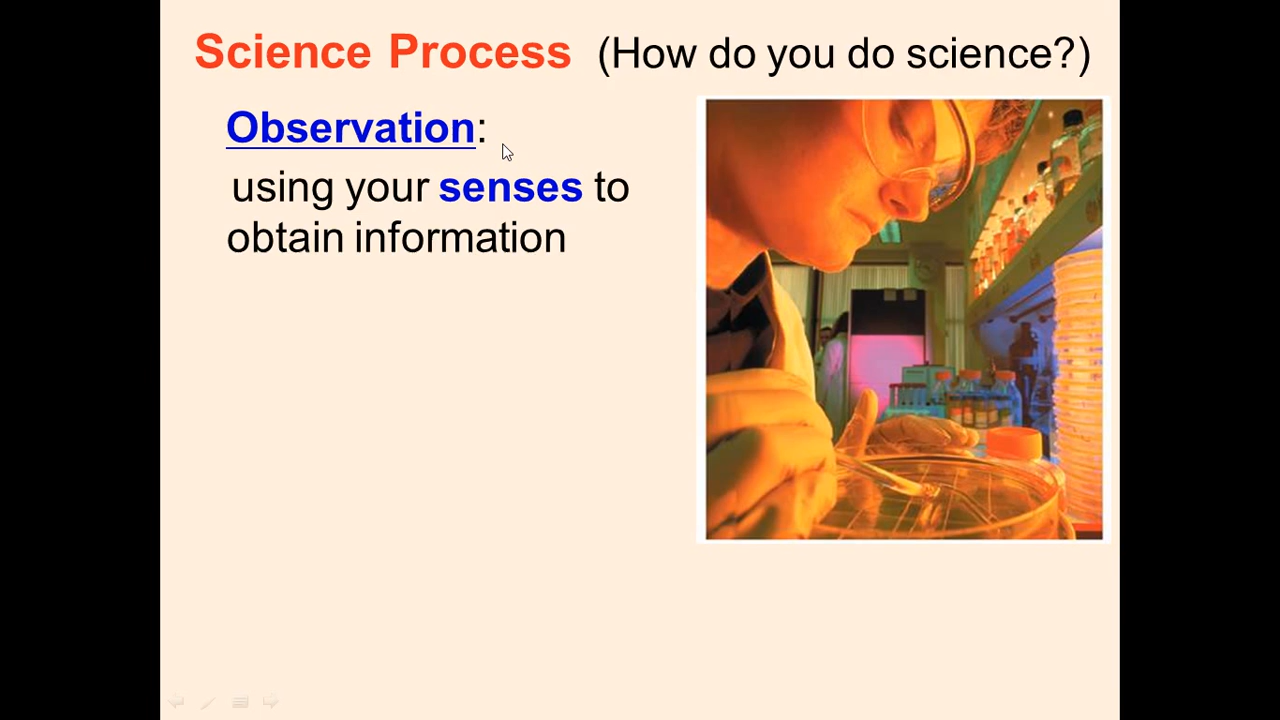 Science Process (How do you do science?)
Observation:
using your senses to
obtain information